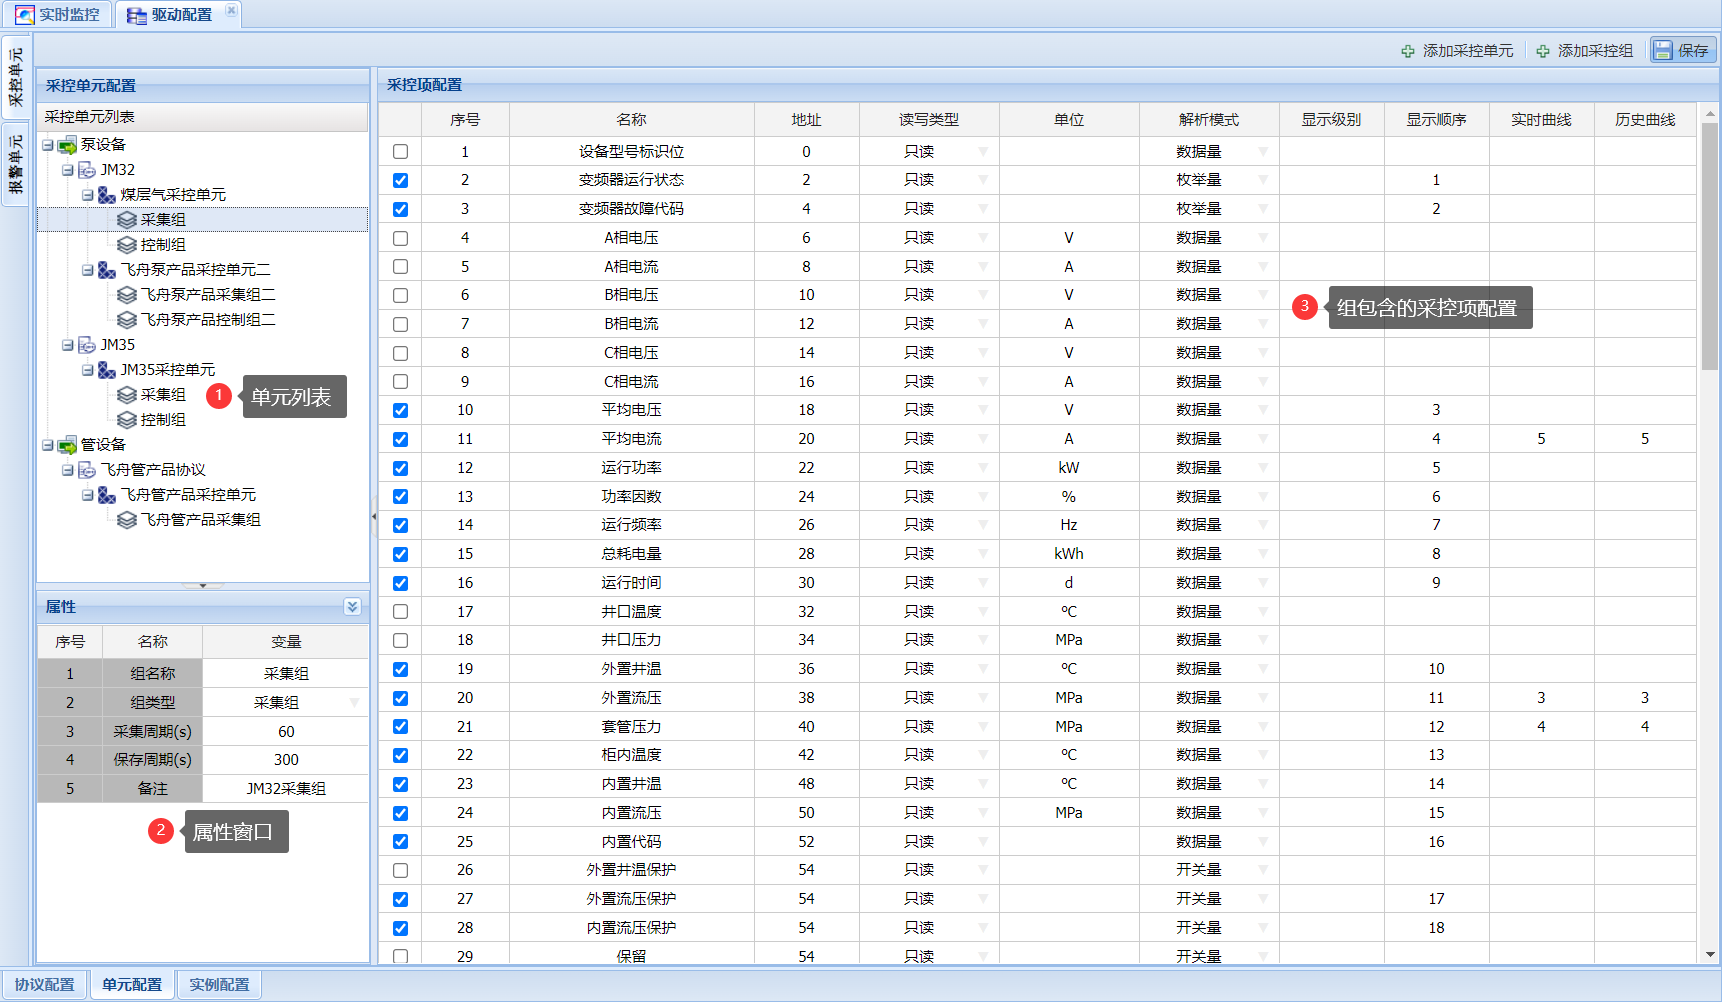 实时监控 驱动配置
采控单元
报警单元
添加采控单元 添加采控组 保存
采控单元配置
采控单元列表
泵设备
JM32
煤层气采控单元
采集组
控制组
飞舟泵产品采控单元二
飞舟泵产品采集组二
飞舟泵产品控制组二
JM35
JM35采控单元
采集组
控制组
管设备
飞舟管产品协议
飞舟管产品采控单元
飞舟管产品采集组
1 单元列表
属性
序号 名称 变量
1 组名称 采集组
2 组类型 采集组
3 采集周期(s) 60
4 保存周期(s) 300
5 备注 JM32采集组
2 属性窗口
采控项配置
序号 名称 地址 读写类型 单位 解析模式 显示级别 显示顺序 实时曲线 历史曲线
1 设备型号标识位 0 只读 数据量
2 变频器运行状态 2 只读 枚举量 1
3 变频器故障代码 4 只读 枚举量 2
4 A相电压 6 只读 V 数据量
5 A相电流 8 只读 A 数据量
6 B相电压 10 只读 V 数据量
7 B相电流 12 只读 A 数据量
8 C相电压 14 只读 V 数据量
9 C相电流 16 只读 A 数据量
10 平均电压 18 只读 V 数据量 3
11 平均电流 20 只读 A 数据量 4 5 5
12 运行功率 22 只读 kW 数据量 5
13 功率因数 24 只读 % 数据量 6
14 运行频率 26 只读 Hz 数据量 7
15 总耗电量 28 只读 kWh 数据量 8
16 运行时间 30 只读 d 数据量 9
17 井口温度 32 只读 ℃ 数据量
18 井口压力 34 只读 MPa 数据量
19 外置井温 36 只读 ℃ 数据量 10
20 外置流压 38 只读 MPa 数据量 11 3 3
21 套管压力 40 只读 MPa 数据量 12 4 4
22 柜内温度 42 只读 ℃ 数据量 13
23 内置井温 48 只读 ℃ 数据量 14
24 内置流压 50 只读 MPa 数据量 15
25 内置代码 52 只读 数据量 16
26 外置井温保护 54 只读 开关量
27 外置流压保护 54 只读 开关量 17
28 内置流压保护 54 只读 开关量 18
29 保留 54 只读 开关量
3 组包含的采控项配置
协议配置 单元配置 实例配置